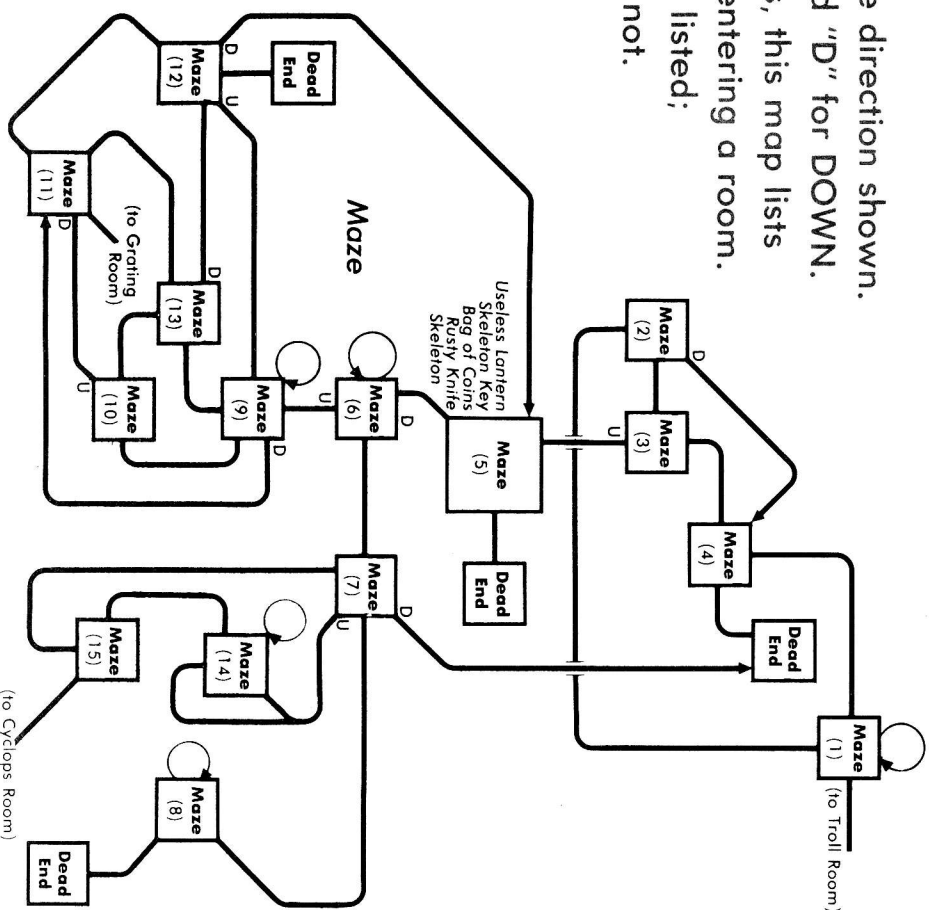 e direction shown.
d "D" for DOWN.
s, this map lists
entering a room.
listed;
not.
Maze
Maze
(1)
(to Troll Room)
Dead
End
Maze
(4)
Maze
(2)
D
Maze
(3)
U
Useless Lantern
Skeleton Key
Bag of Coins
Rusty Knife
Skeleton
Maze
(5)
Dead
End
Maze
(6)
D
U
Maze
(7)
D
U
Dead
End
Maze
(12)
D
U
Maze
(9)
D
Maze
(13)
D
Maze
(10)
U
Maze
(11)
D
(to Grating
Room)
Maze
(14)
Maze
(15)
(to Cyclops Room)
Maze
(8)
Dead
End